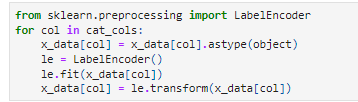 from sklearn.preprocessing import LabelEncoder
for col in cat_cols:
    x_data[col] = x_data[col].astype(object)
    le = LabelEncoder()
    le.fit(x_data[col])
    x_data[col] = le.transform(x_data[col])